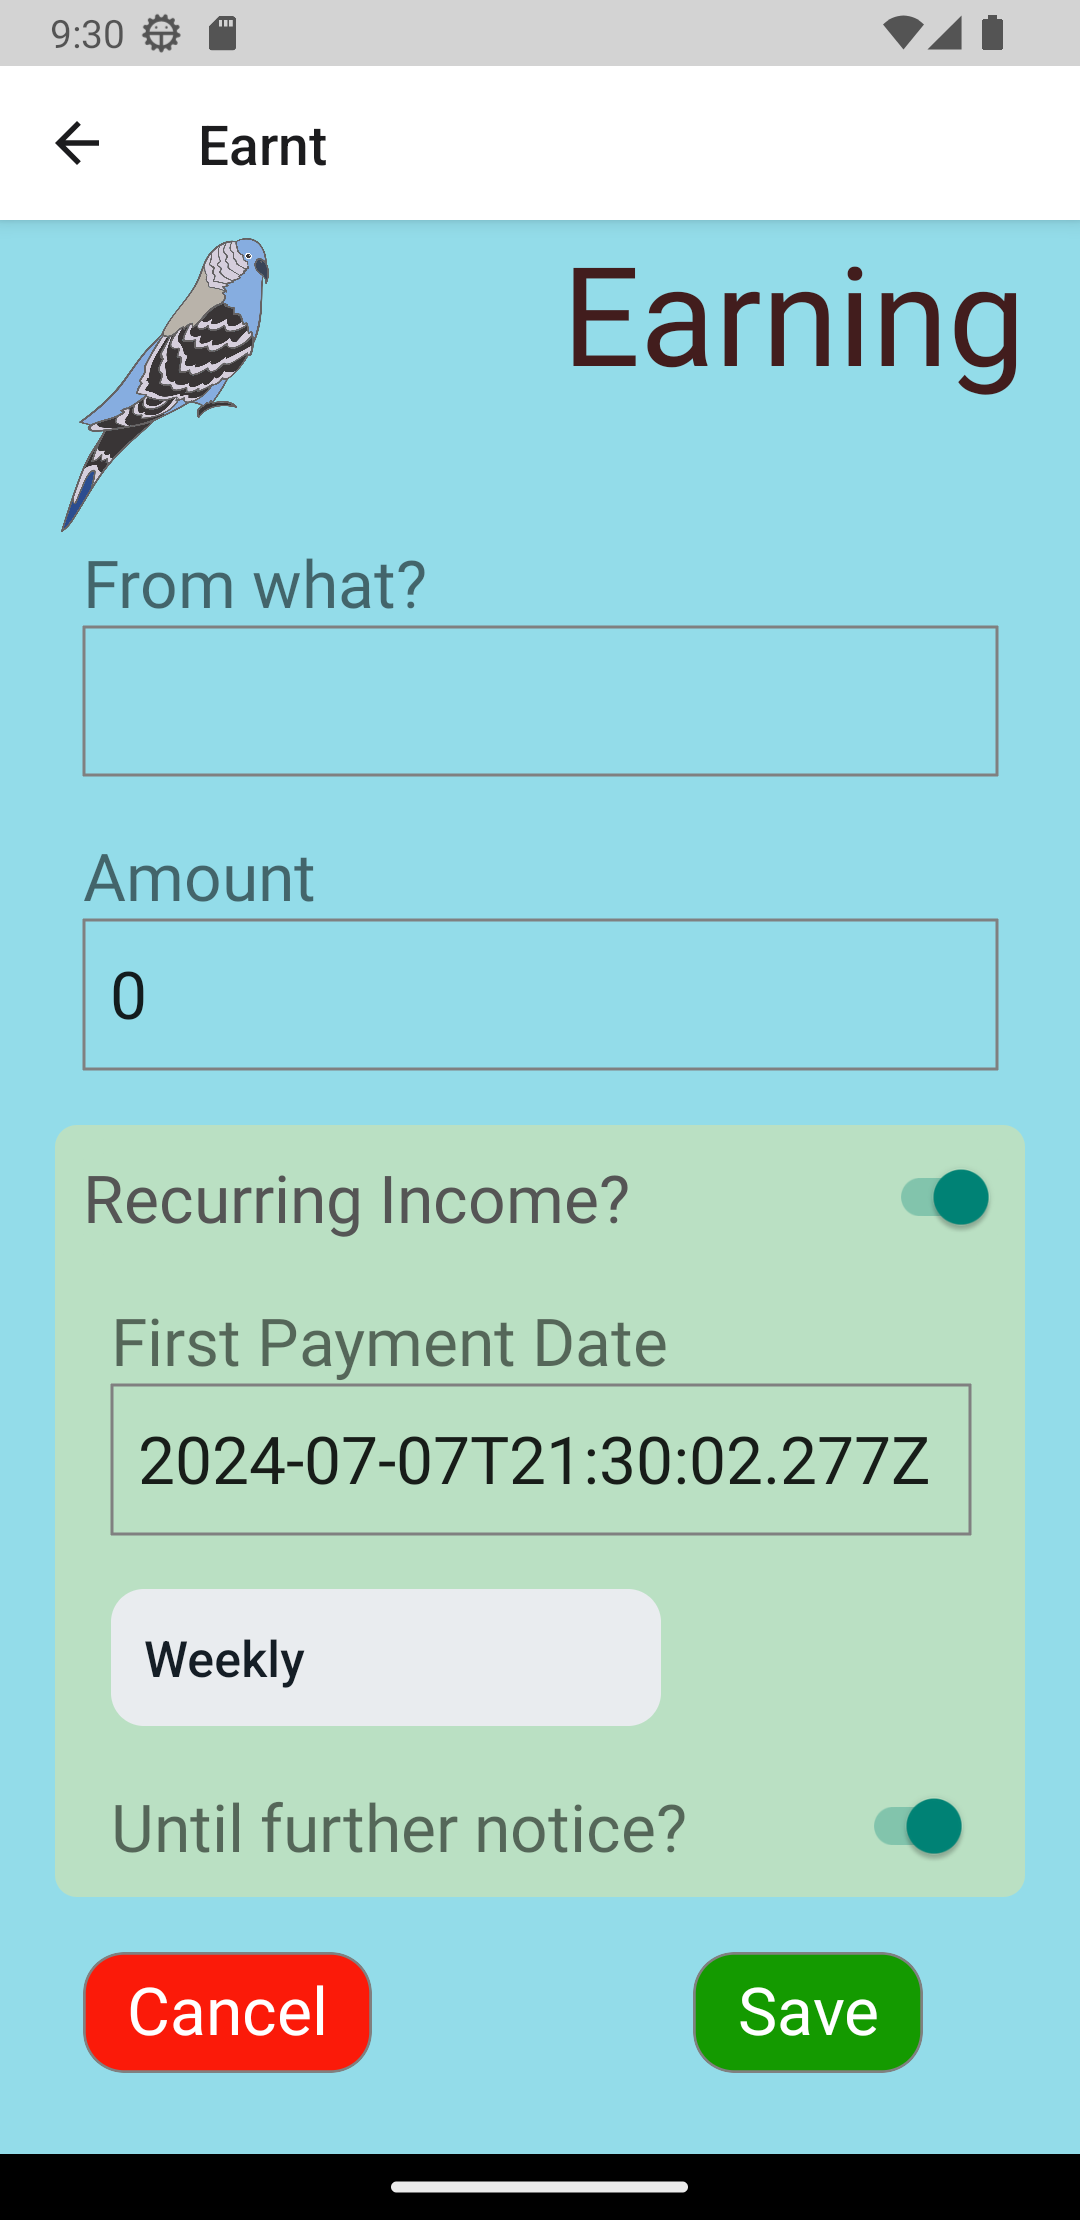 9:30
Earnt
Earning
From what?
Amount
0
Recurring Income?
First Payment Date
2024-07-07T21:30:02.277Z
Weekly
Until further notice?
Cancel
Save